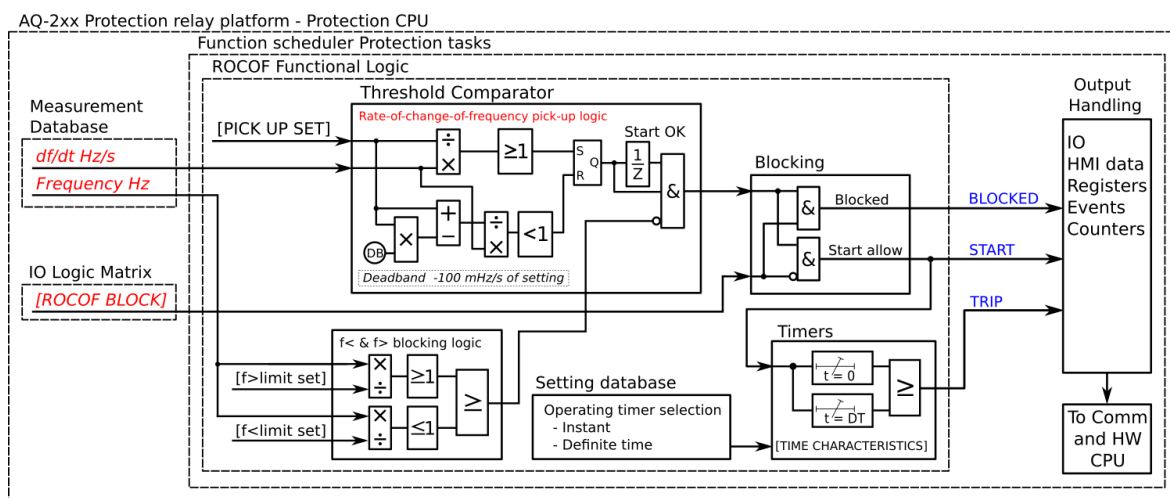 AQ-2xx Protection relay platform - Protection CPU
Function scheduler Protection tasks
ROCOF Functional Logic
Threshold Comparator
Rate-of-change-of-frequency pick-up logic
Measurement
Database
df/dt Hz/s
Frequency Hz
[PICK UP SET]
÷
×
≥1
S
R
Q
Start OK
1
Z
&
DB
×
+
−
÷
×
<1
Deadband -100 mHz/s of setting
Blocking
&
Blocked
&
Start allow
BLOCKED
START
TRIP
Output
Handling
IO
HMI data
Registers
Events
Counters
To Comm
and HW
CPU
IO Logic Matrix
[ROCOF BLOCK]
f< & f> blocking logic
[f>limit set]
×
÷
≥1
[f<limit set]
×
÷
≤1
≥
Setting database
Operating timer selection
- Instant
- Definite time
Timers
t = 0
t = DT
≥
[TIME CHARACTERISTICS]